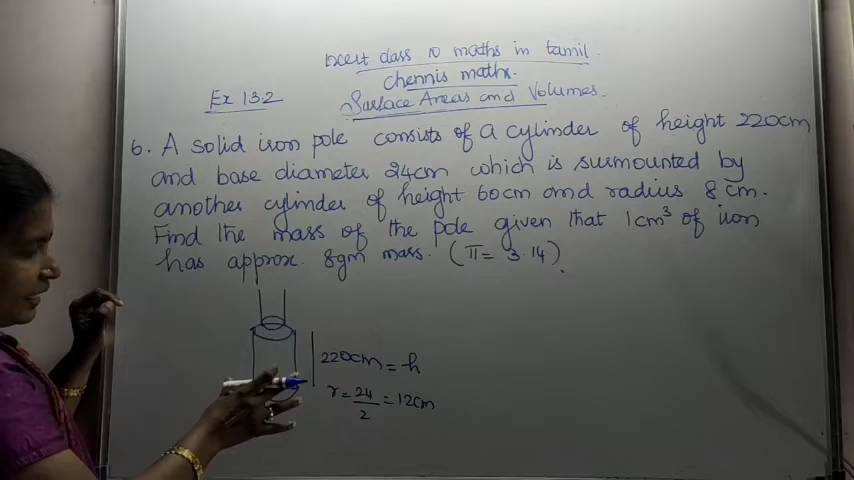 ncert class 10 maths in tamil.
chennis maths.
Ex 13.2
Surface Areas and Volumes.
6. A solid iron pole consists of a cylinder of height 220cm
and base diameter 24cm which is surmounted by
another cylinder of height 60cm and radius 8cm.
Find the mass of the pole given that 1cm³ of iron
has approx. 8gm mass. (π = 3.14).
220cm = h
r = 24/2 = 12cm